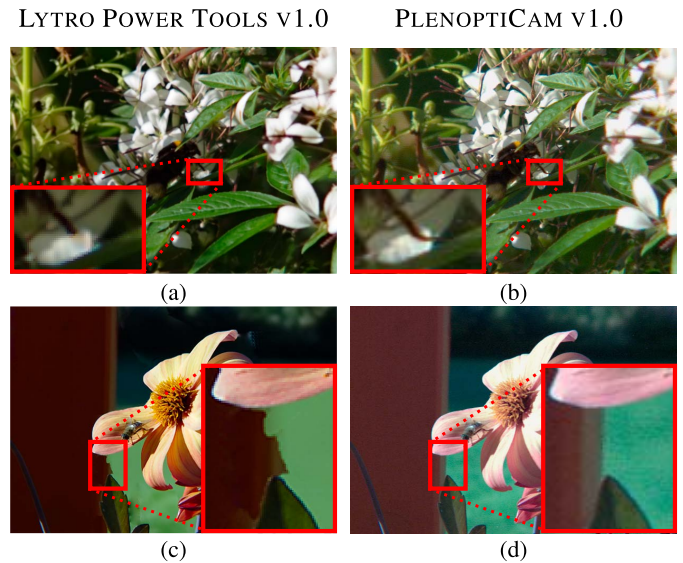 LYTRO POWER TOOLS V1.0
PLENOPTICAM V1.0
(a)
(b)
(c)
(d)